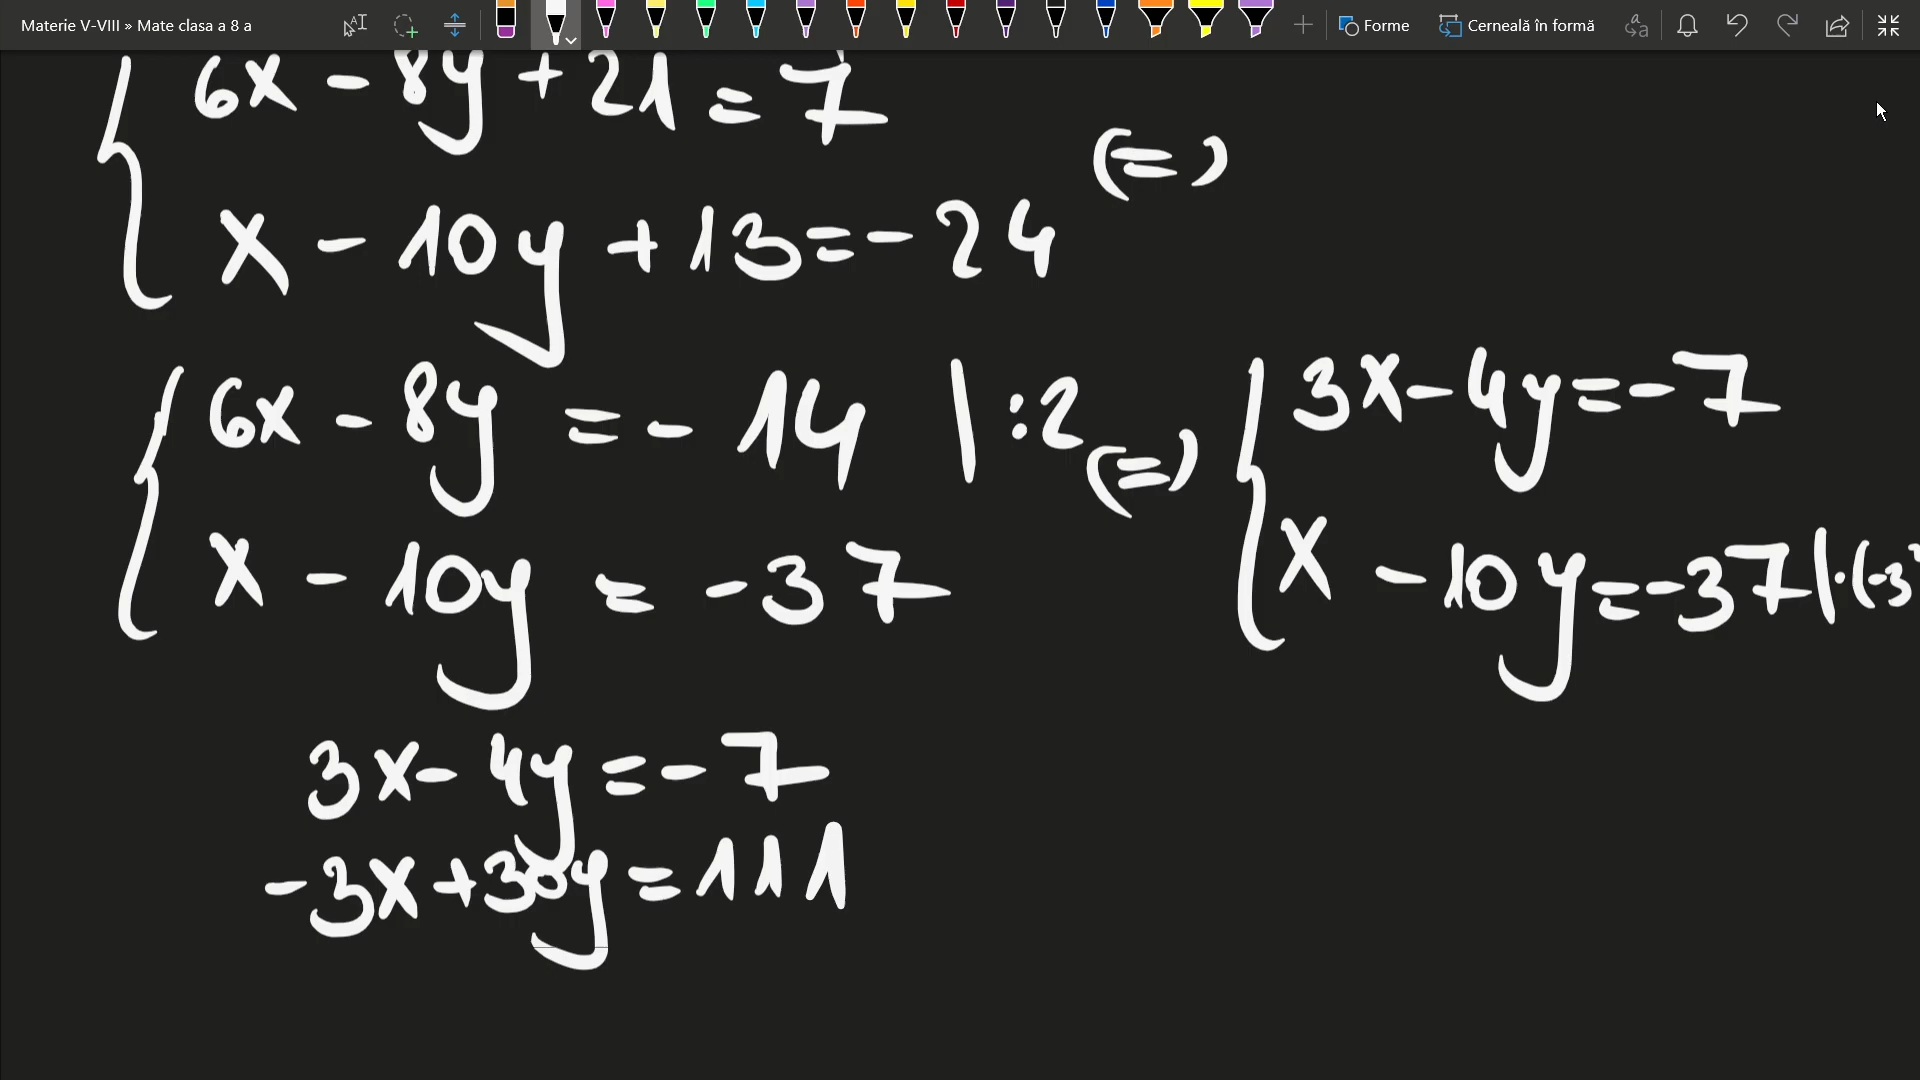 Materie V-VIII » Mate clasa a 8 a
Forme
Cerneală în formă
6x - 8y + 21 = 7
(=)
x - 10y + 13 = -24
6x - 8y = -14 | :2
(=)
3x - 4y = -7
x - 10y = -37
x - 10y = -37 | ·(-3
3x - 4y = -7
-3x + 30y = 111